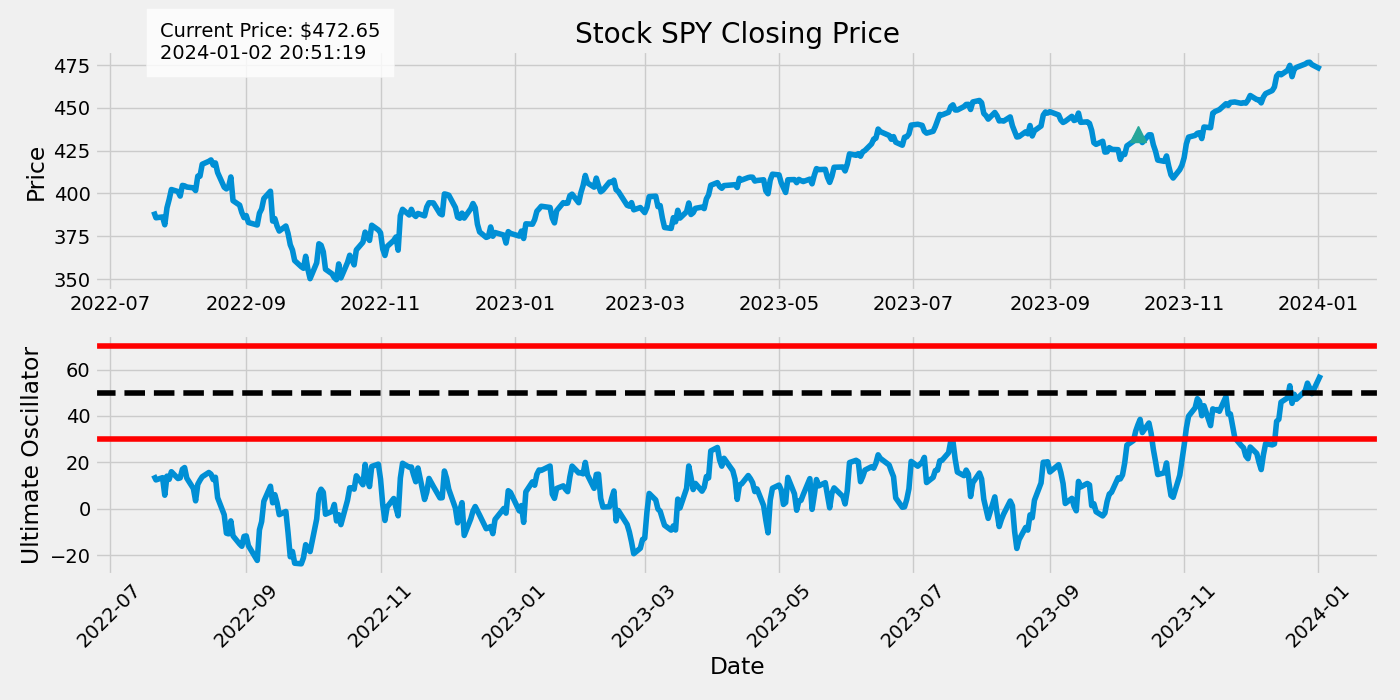 Current Price: $472.65
2024-01-02 20:51:19
Stock SPY Closing Price
Price
475
450
425
400
375
350
2022-07 2022-09 2022-11 2023-01 2023-03 2023-05 2023-07 2023-09 2023-11 2024-01
Ultimate Oscillator
60
40
20
0
−20
2022-07 2022-09 2022-11 2023-01 2023-03 2023-05 2023-07 2023-09 2023-11 2024-01
Date